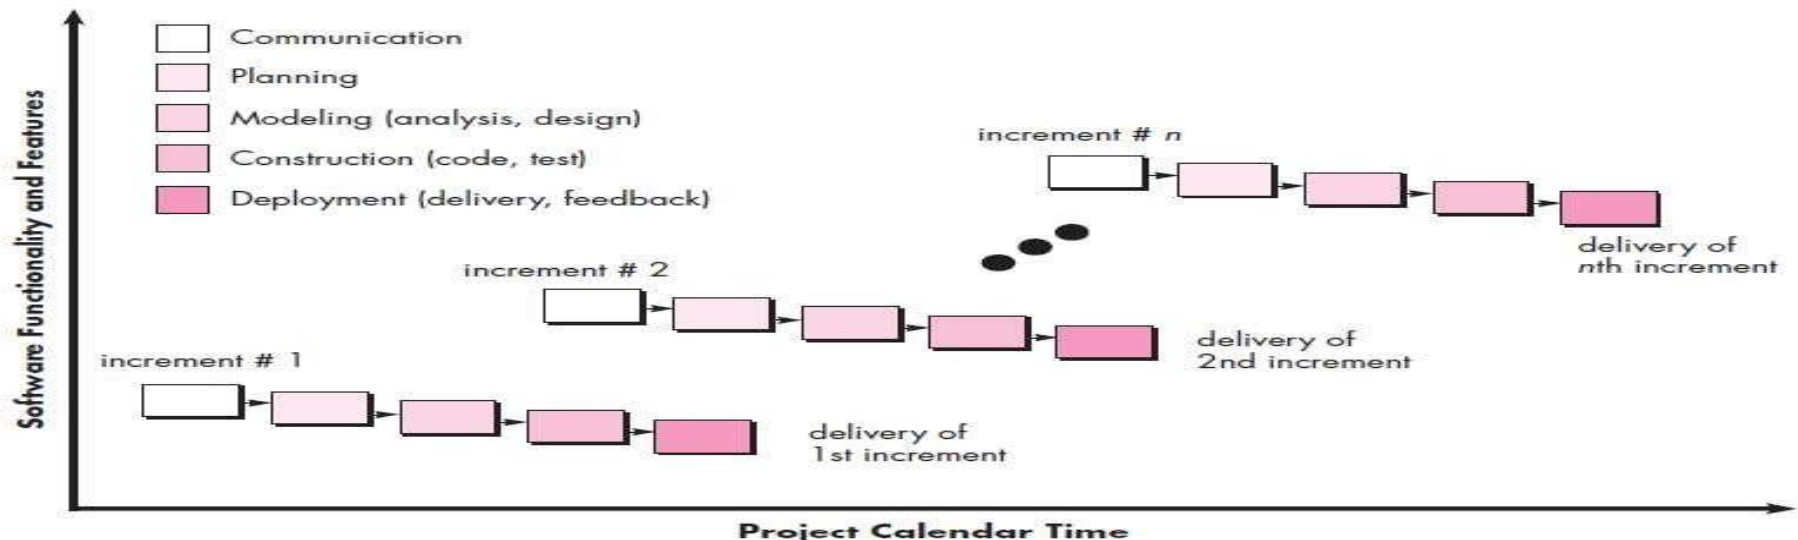 Communication
Planning
Modeling (analysis, design)
Construction (code, test)
Deployment (delivery, feedback)
Software Functionality and Features
increment # n
delivery of
nth increment
increment # 2
delivery of
2nd increment
increment # 1
delivery of
1st increment
Project Calendar Time